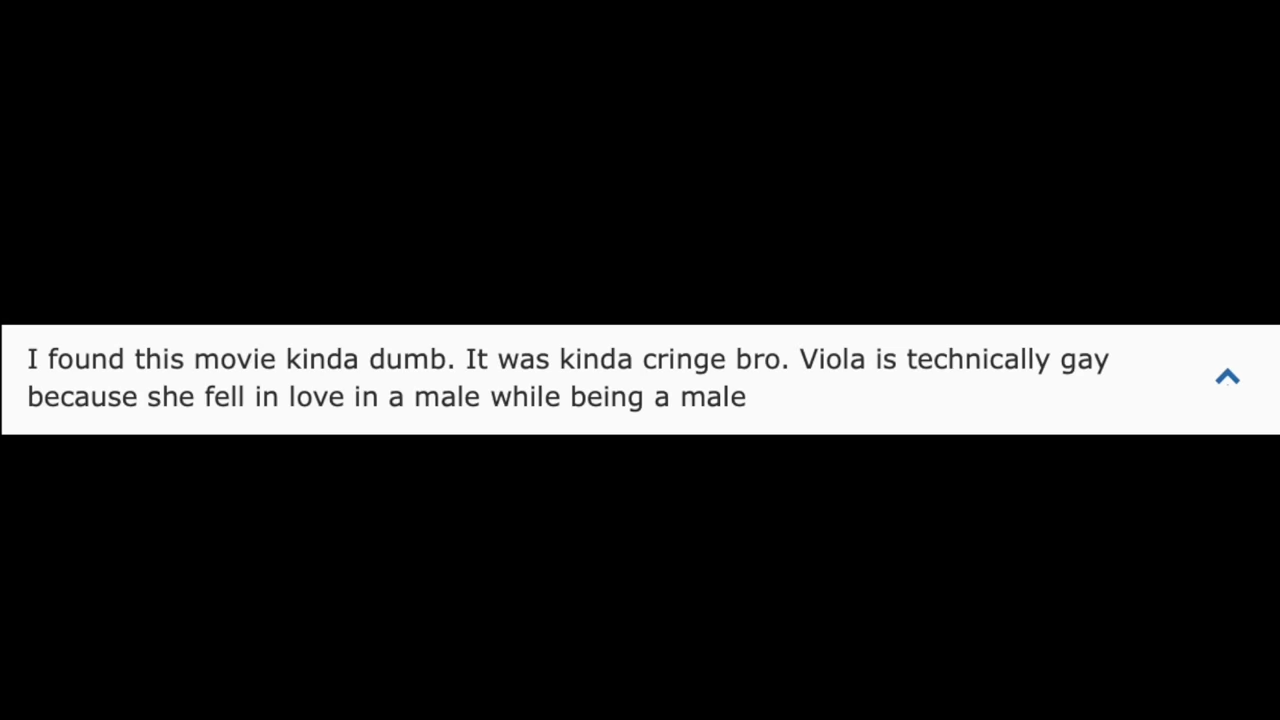 I found this movie kinda dumb. It was kinda cringe bro. Viola is technically gay
because she fell in love in a male while being a male